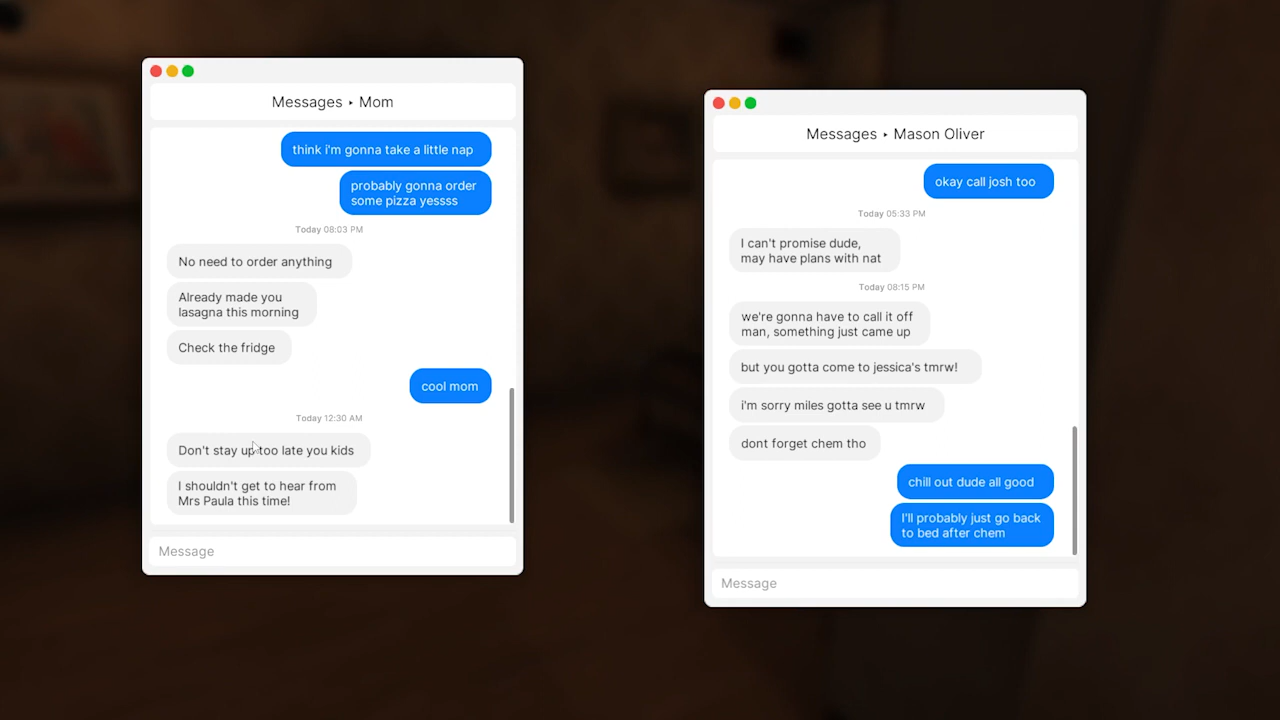 Messages ‣ Mom
think i'm gonna take a little nap
probably gonna order
some pizza yessss
Today 08:03 PM
No need to order anything
Already made you
lasagna this morning
Check the fridge
cool mom
Today 12:30 AM
Don't stay up too late you kids
I shouldn't get to hear from
Mrs Paula this time!
Message
Messages ‣ Mason Oliver
okay call josh too
Today 05:33 PM
I can't promise dude,
may have plans with nat
Today 08:15 PM
we're gonna have to call it off
man, something just came up
but you gotta come to jessica's tmrw!
i'm sorry miles gotta see u tmrw
dont forget chem tho
chill out dude all good
I'll probably just go back
to bed after chem
Message